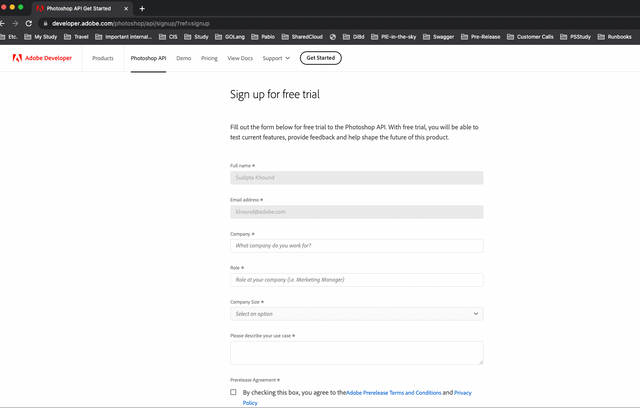 Photoshop API Get Started
developer.adobe.com/photoshop/api/signup/?ref=signup
Etc. My Study Travel Important internal... CIS Study GOLang Pablo SharedCloud DiBd PIE-in-the-sky Swagger Pre-Release Customer Calls PSStudy Runbooks
Adobe Developer Products Photoshop API Demo Pricing View Docs Support Get Started
Sign up for free trial
Fill out the form below for free trial to the Photoshop API. With free trial, you will be able to
test current features, provide feedback and help shape the future of this product.
Full name *
Sudipta Khound
Email address *
khound@adobe.com
Company *
What company do you work for?
Role *
Role at your company (i.e. Marketing Manager)
Company Size *
Select an option
Please describe your use case *
Prerelease Agreement *
By checking this box, you agree to theAdobe Prerelease Terms and Conditions and Privacy
Policy